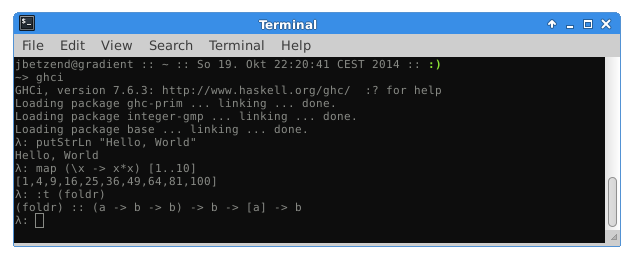 Terminal
File Edit View Search Terminal Help
jbetzend@gradient :: ~ :: So 19. Okt 22:20:41 CEST 2014 :: :)
~> ghci
GHCi, version 7.6.3: http://www.haskell.org/ghc/  :? for help
Loading package ghc-prim ... linking ... done.
Loading package integer-gmp ... linking ... done.
Loading package base ... linking ... done.
λ: putStrLn "Hello, World"
Hello, World
λ: map (\x -> x*x) [1..10]
[1,4,9,16,25,36,49,64,81,100]
λ: :t (foldr)
(foldr) :: (a -> b -> b) -> b -> [a] -> b
λ: